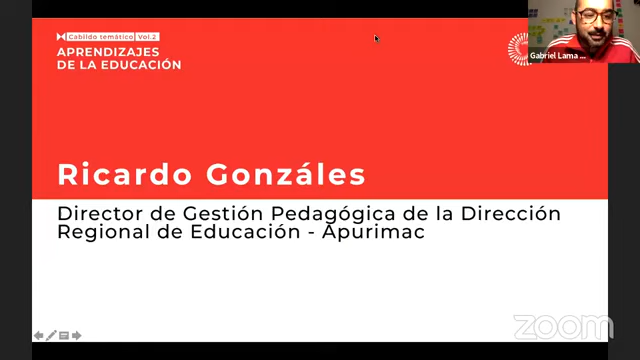 Cabildo temático Vol.2
APRENDIZAJES
DE LA EDUCACIÓN
Gabriel Lama ...
Ricardo Gonzáles
Director de Gestión Pedagógica de la Dirección
Regional de Educación - Apurimac
zoom